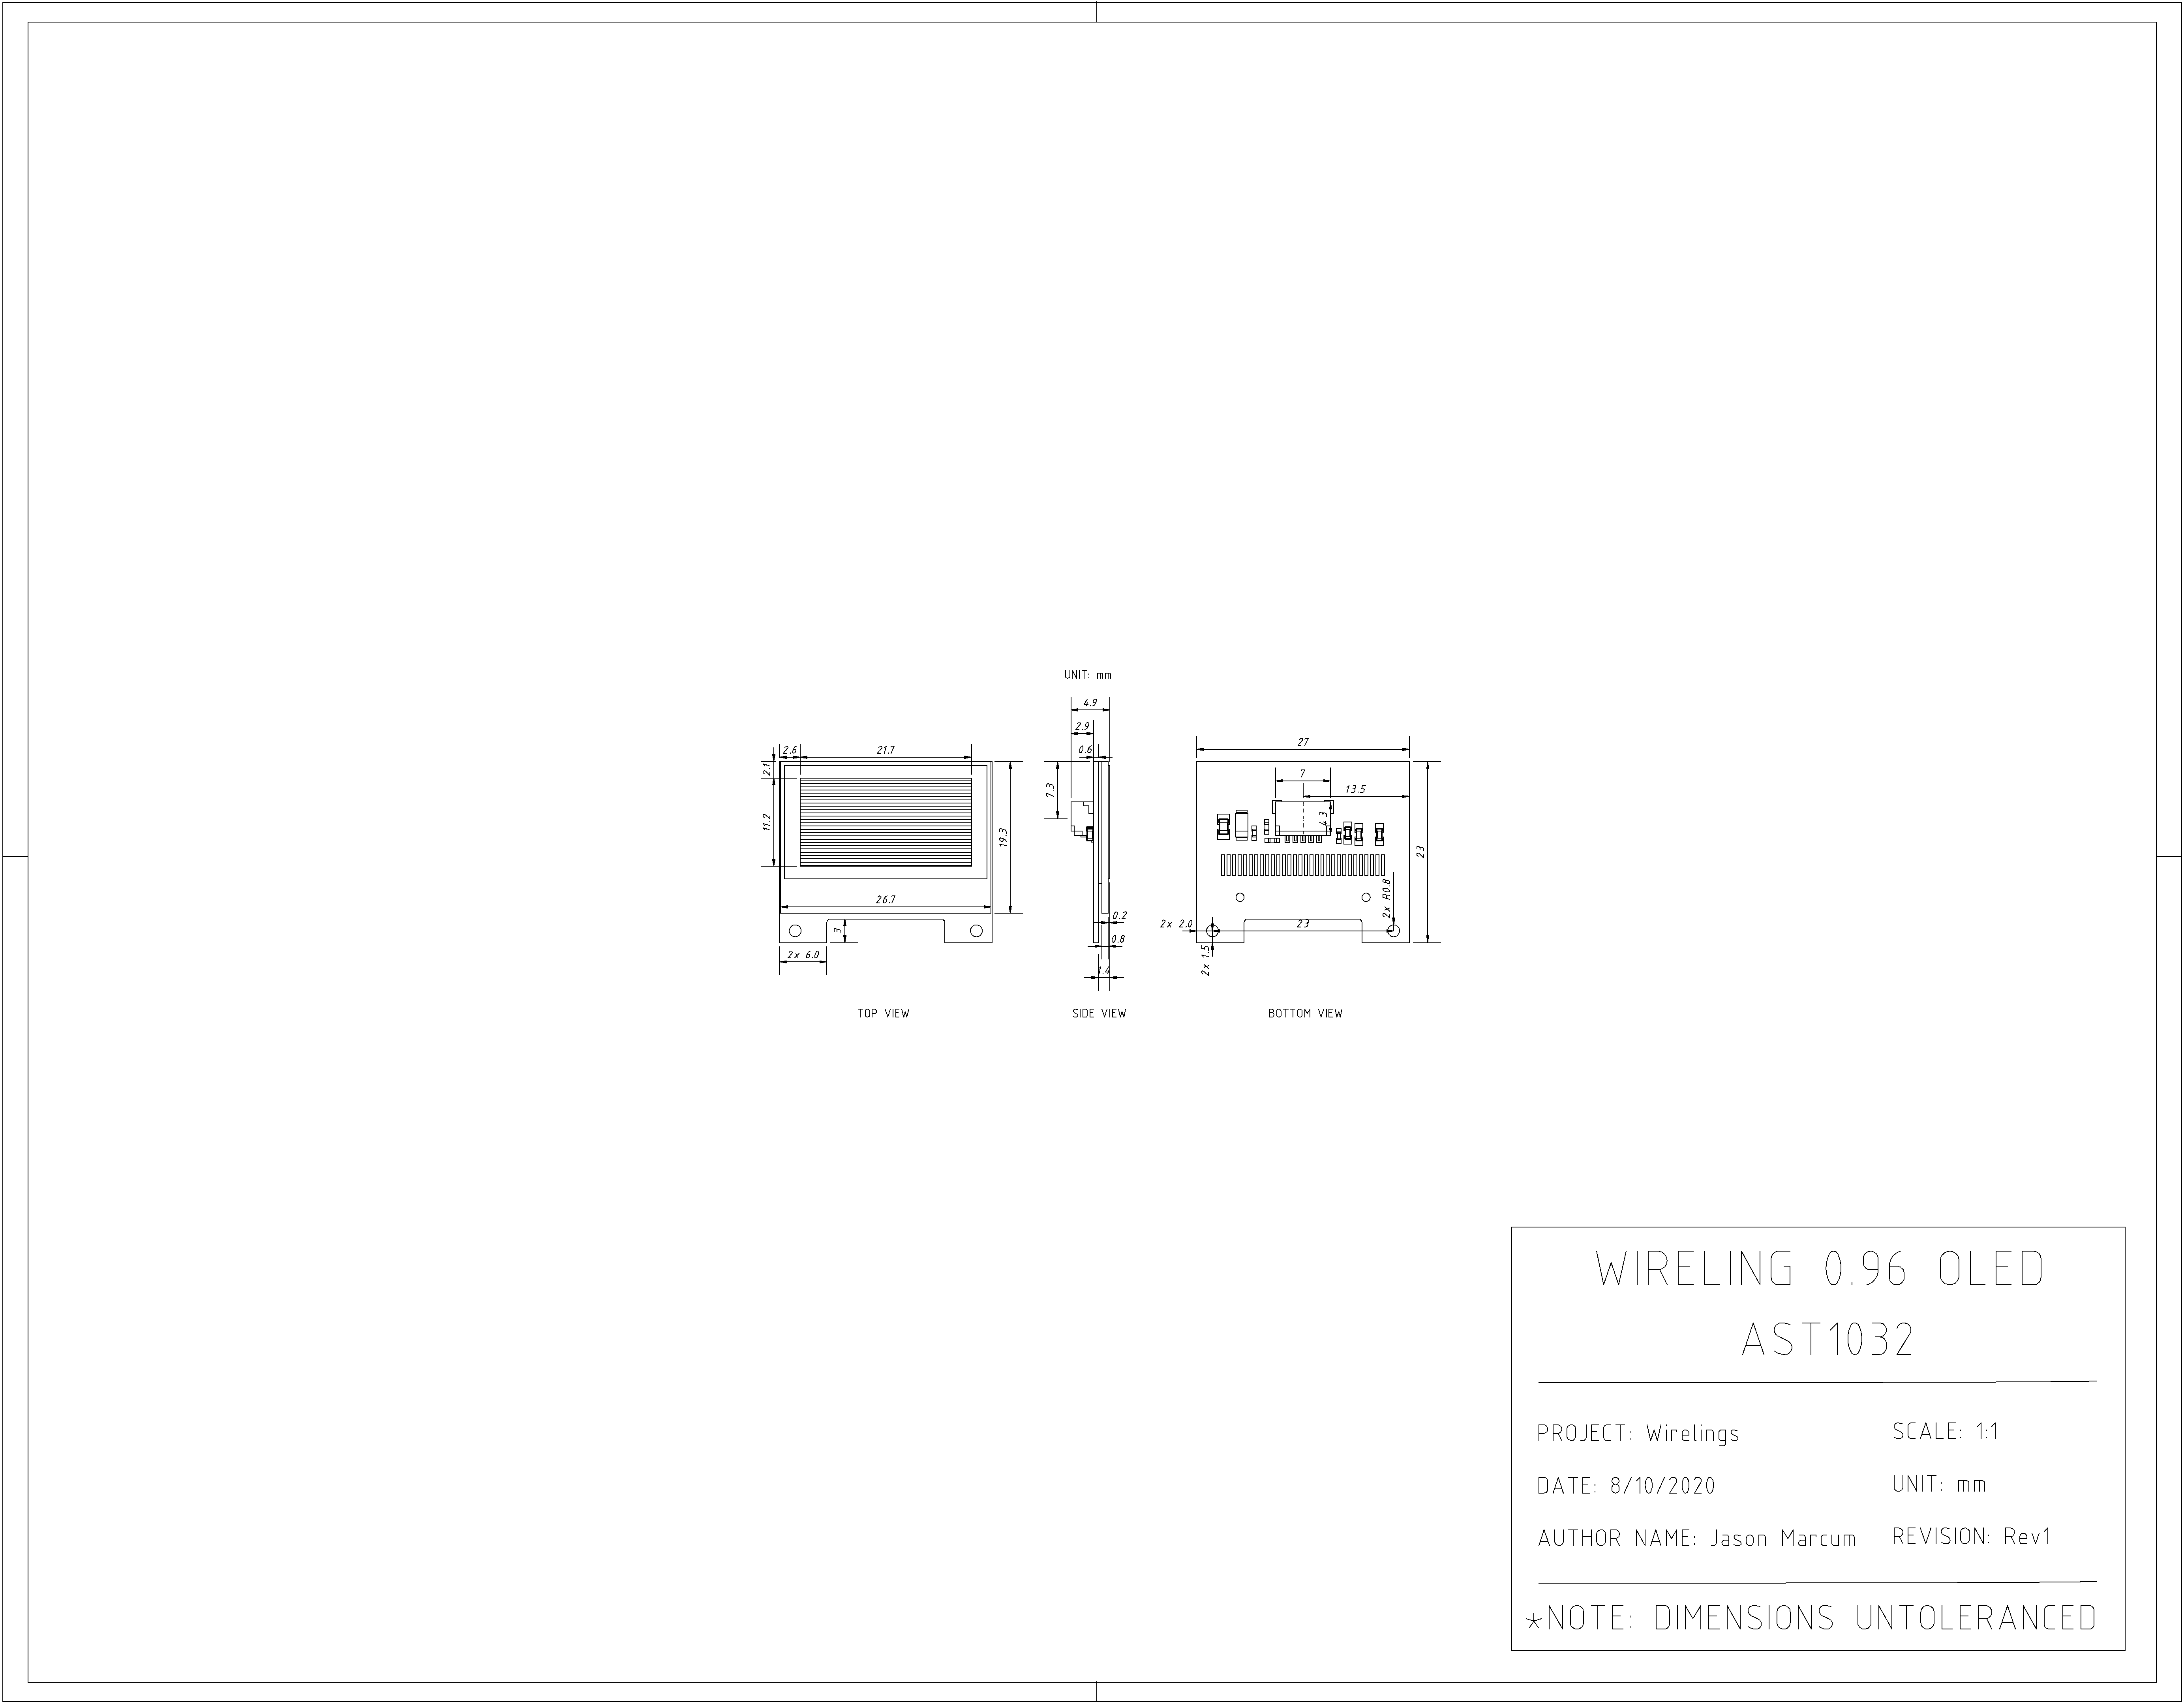 UNIT: mm
4.9
2.9
0.6
7.3
2.6
21.7
2.1
11.2
19.3
26.7
3
2x 6.0
0.2
0.8
1.4
27
7
13.5
4.3
23
2x R0.8
2x 2.0
23
2x 1.5
TOP VIEW
SIDE VIEW
BOTTOM VIEW
WIRELING 0.96 OLED
AST1032
PROJECT: Wirelings
SCALE: 1:1
DATE: 8/10/2020
UNIT: mm
AUTHOR NAME: Jason Marcum
REVISION: Rev1
*NOTE: DIMENSIONS UNTOLERANCED